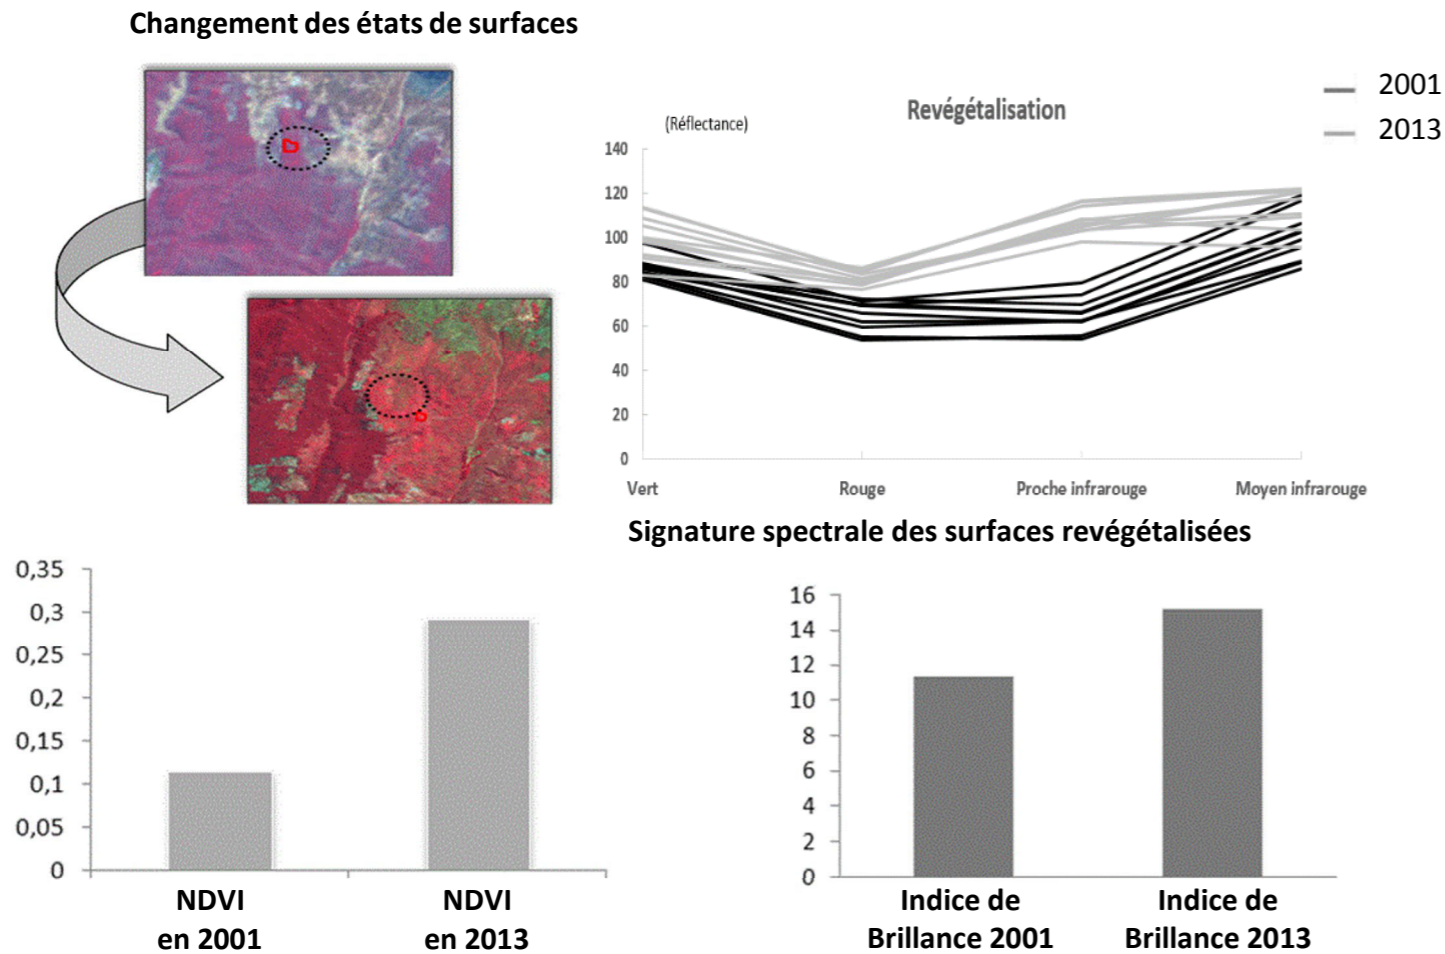 Changement des états de surfaces
Revégétalisation
2001
2013
(Réflectance)
140
120
100
80
60
40
20
0
Vert Rouge Proche infrarouge Moyen infrarouge
Signature spectrale des surfaces revégétalisées
0,35
0,3
0,25
0,2
0,15
0,1
0,05
0
NDVI
en 2001
NDVI
en 2013
16
14
12
10
8
6
4
2
0
Indice de
Brillance 2001
Indice de
Brillance 2013